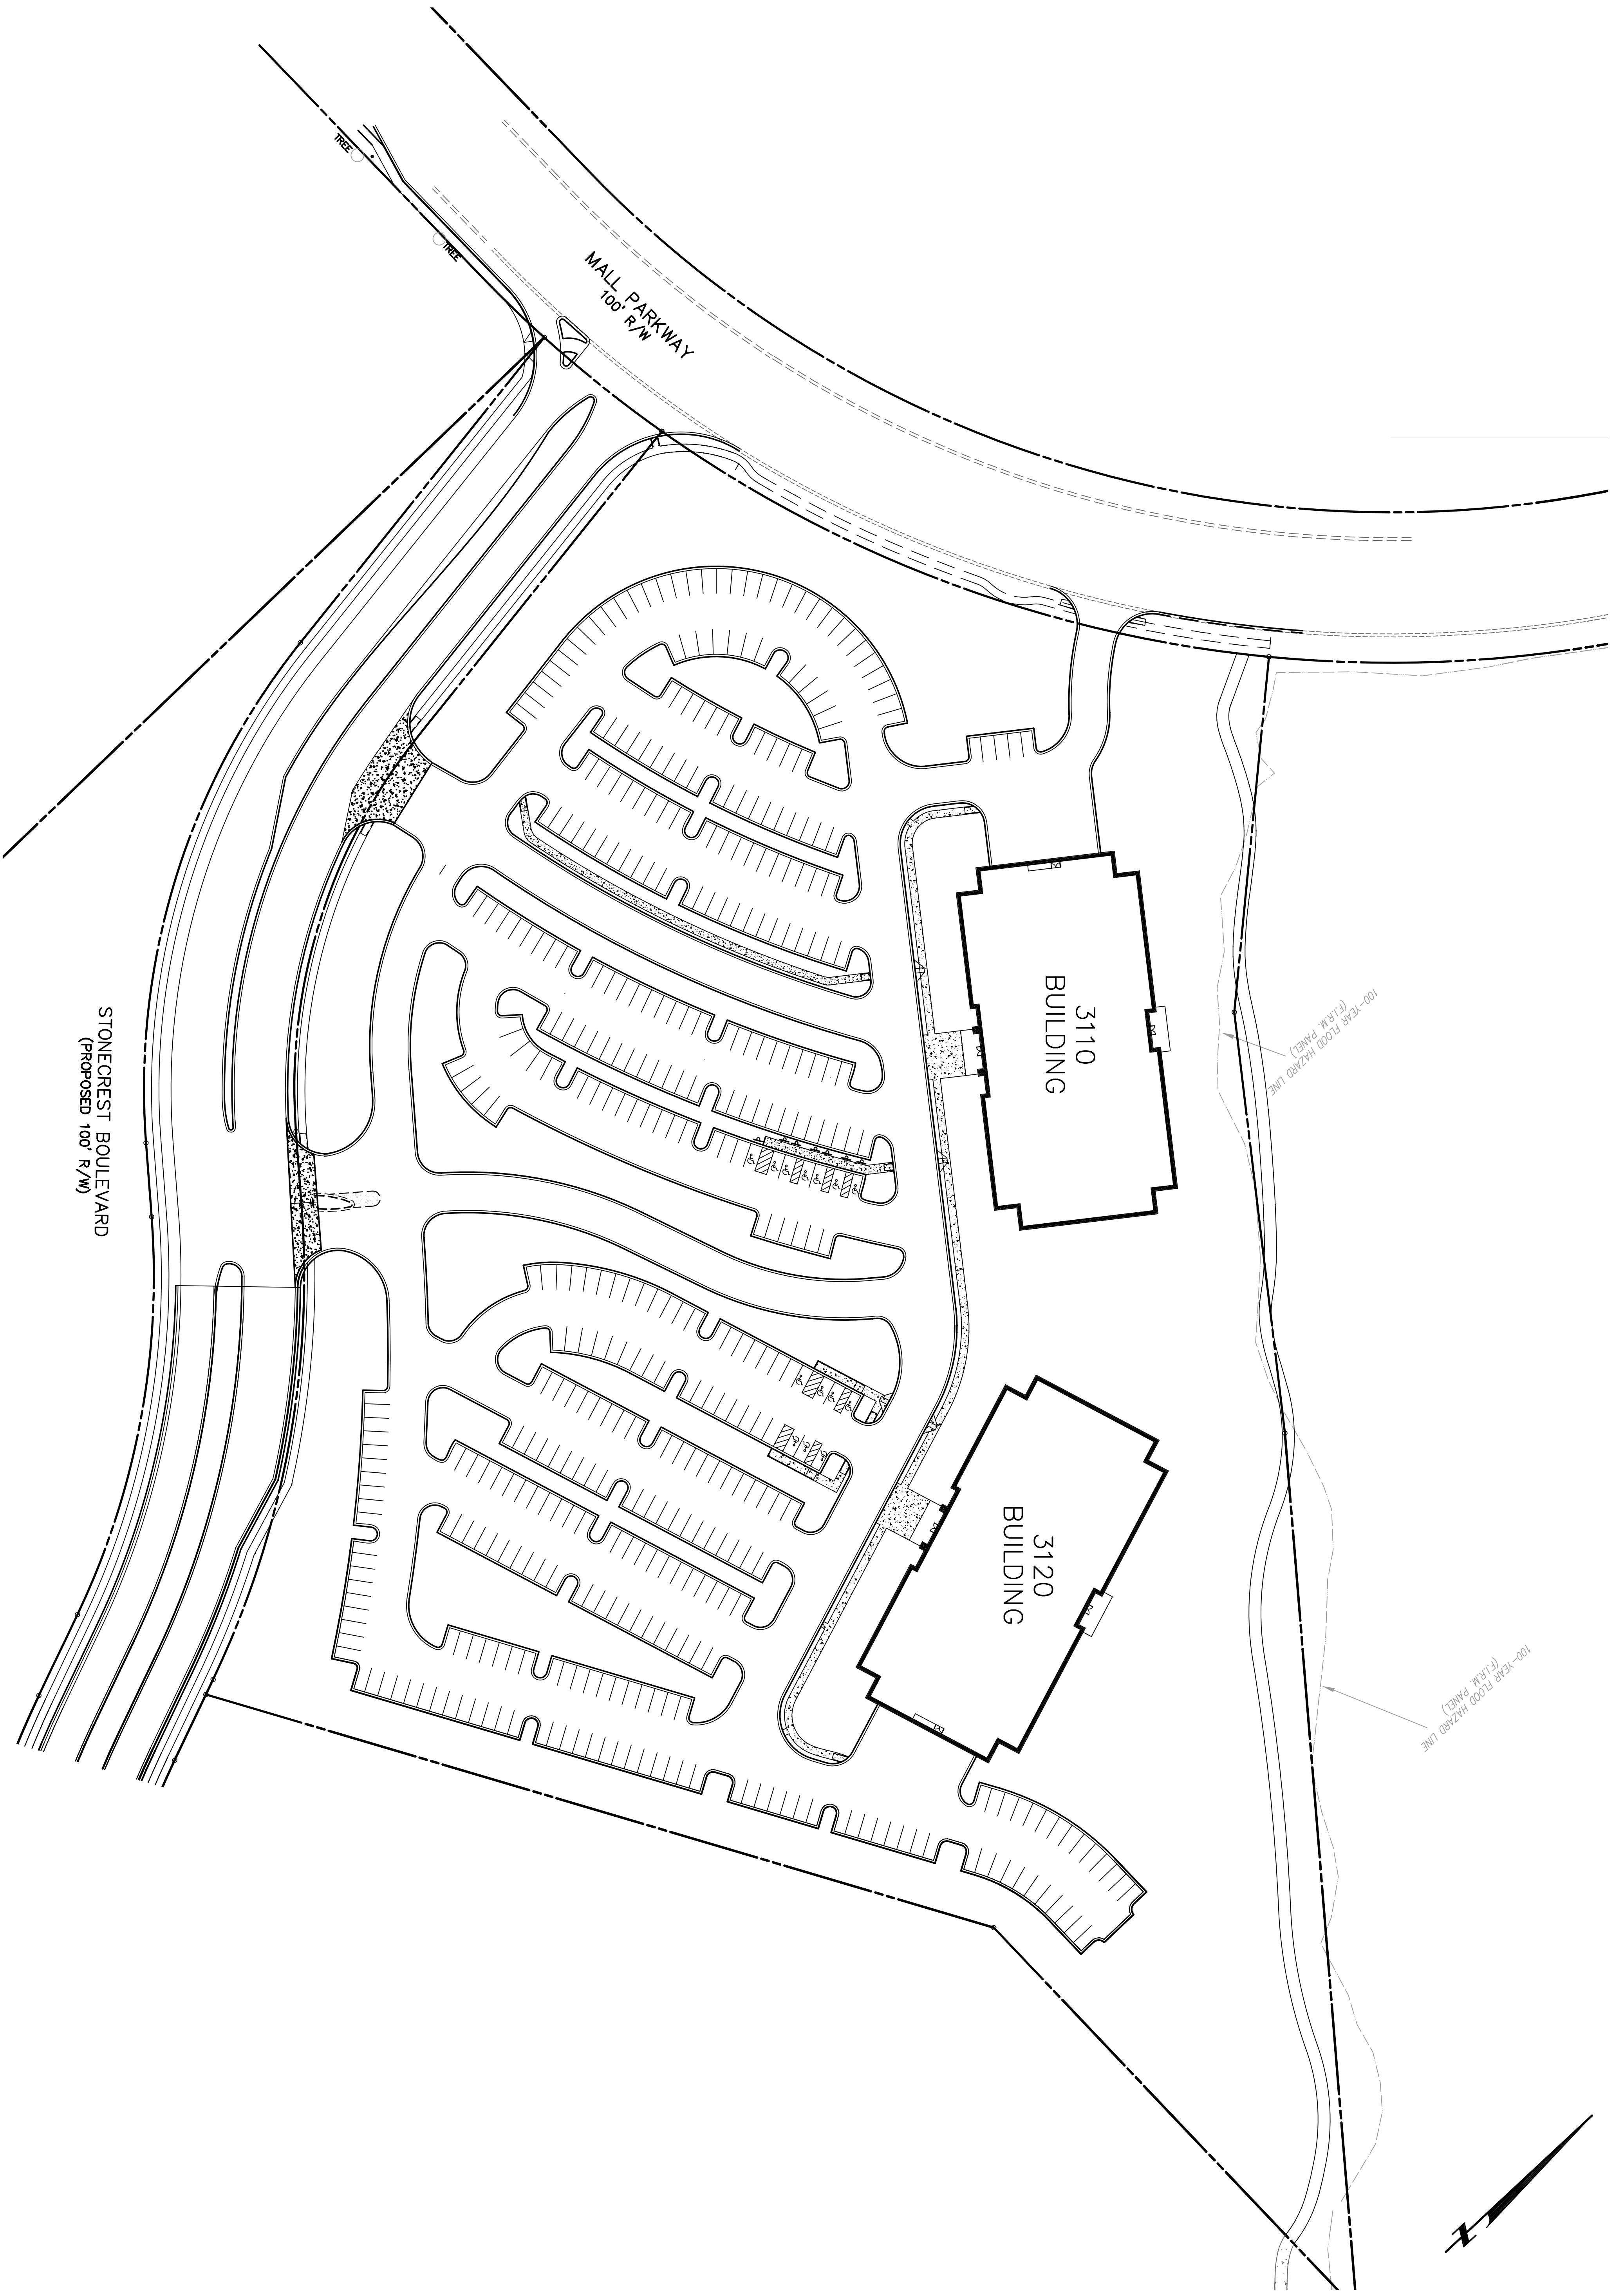 TREE
TREE
MALL PARKWAY
100' R/W
3110
BUILDING
100-YEAR FLOOD HAZARD LINE
(F.I.R.M. PANEL)
STONECREST BOULEVARD
(PROPOSED 100' R/W)
3120
BUILDING
100-YEAR FLOOD HAZARD LINE
(F.I.R.M. PANEL)
N